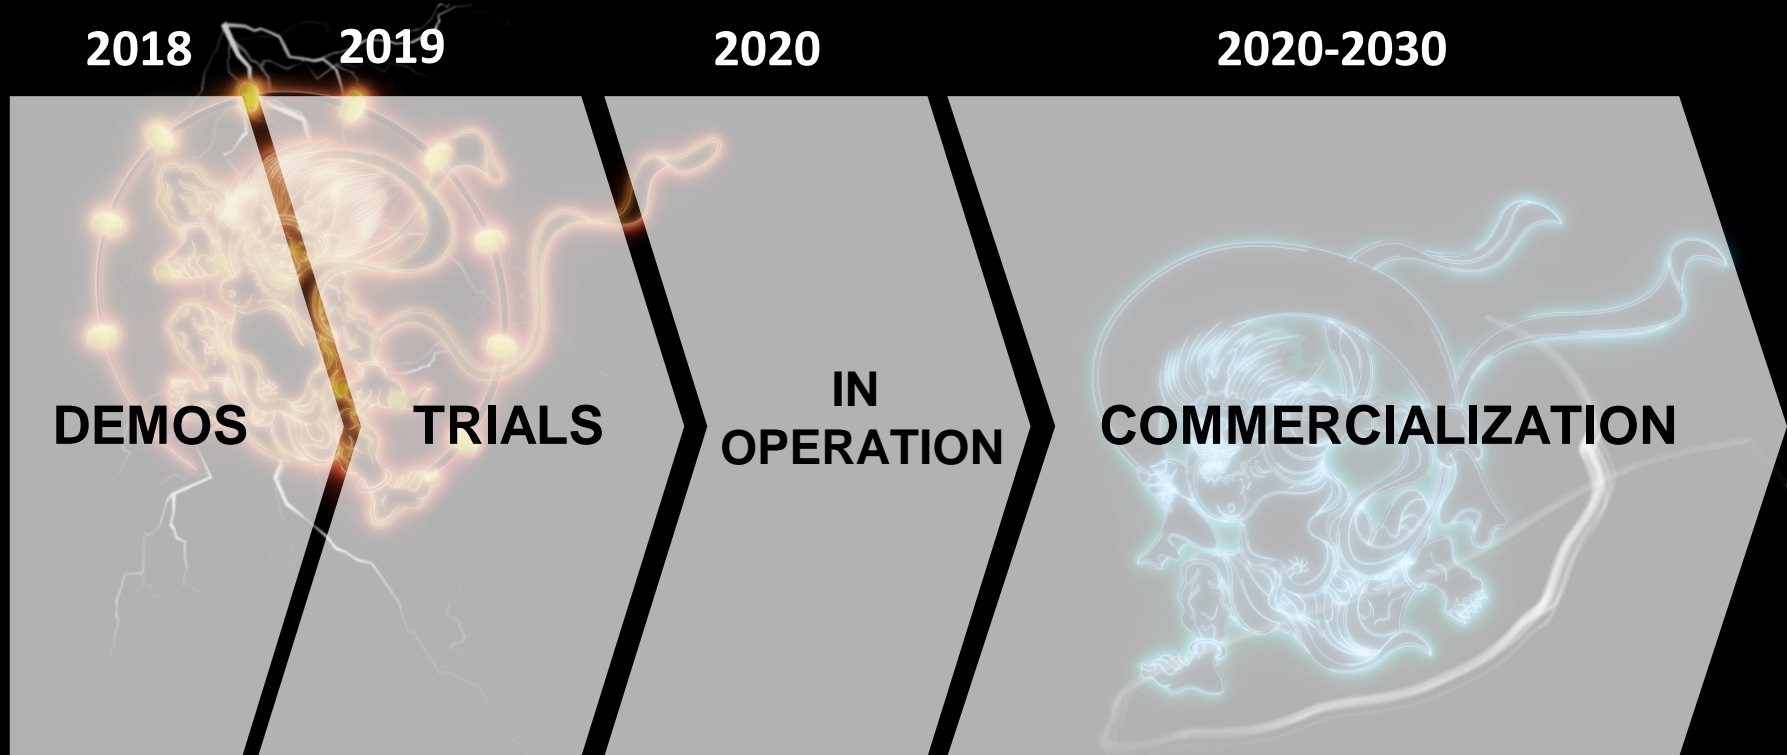 2018
2019
2020
2020-2030
DEMOS
TRIALS
IN
OPERATION
COMMERCIALIZATION